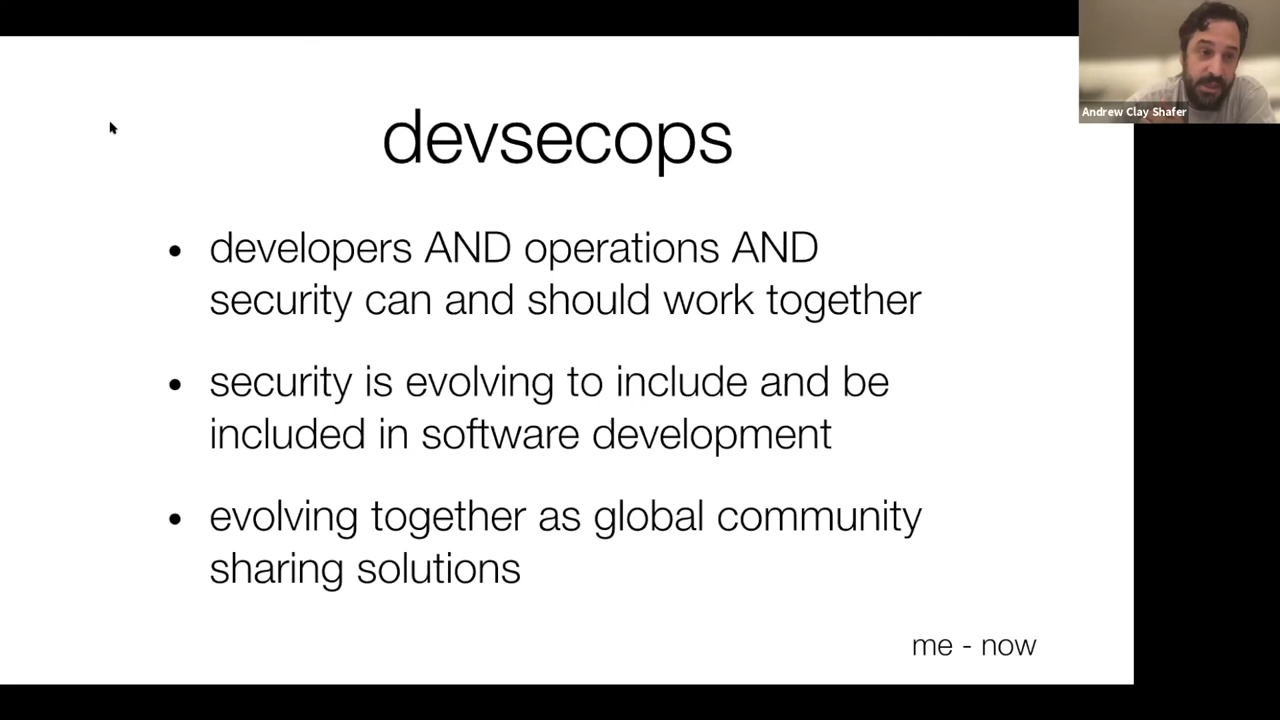 Andrew Clay Shafer
devsecops
• developers AND operations AND
security can and should work together
• security is evolving to include and be
included in software development
• evolving together as global community
sharing solutions
me - now